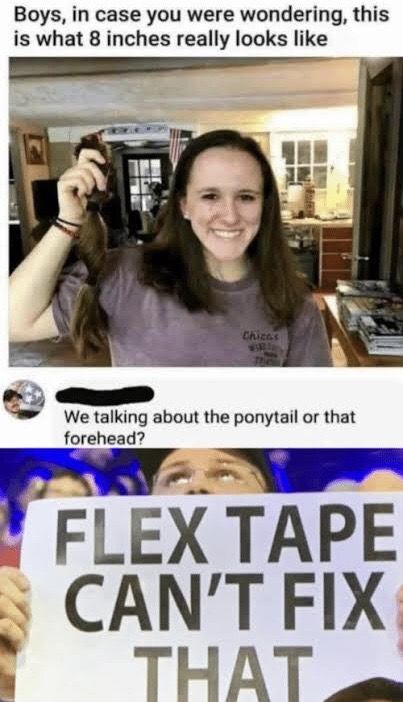 Boys, in case you were wondering, this
is what 8 inches really looks like
Chicas
We talking about the ponytail or that
forehead?
FLEX TAPE
CAN'T FIX
THAT